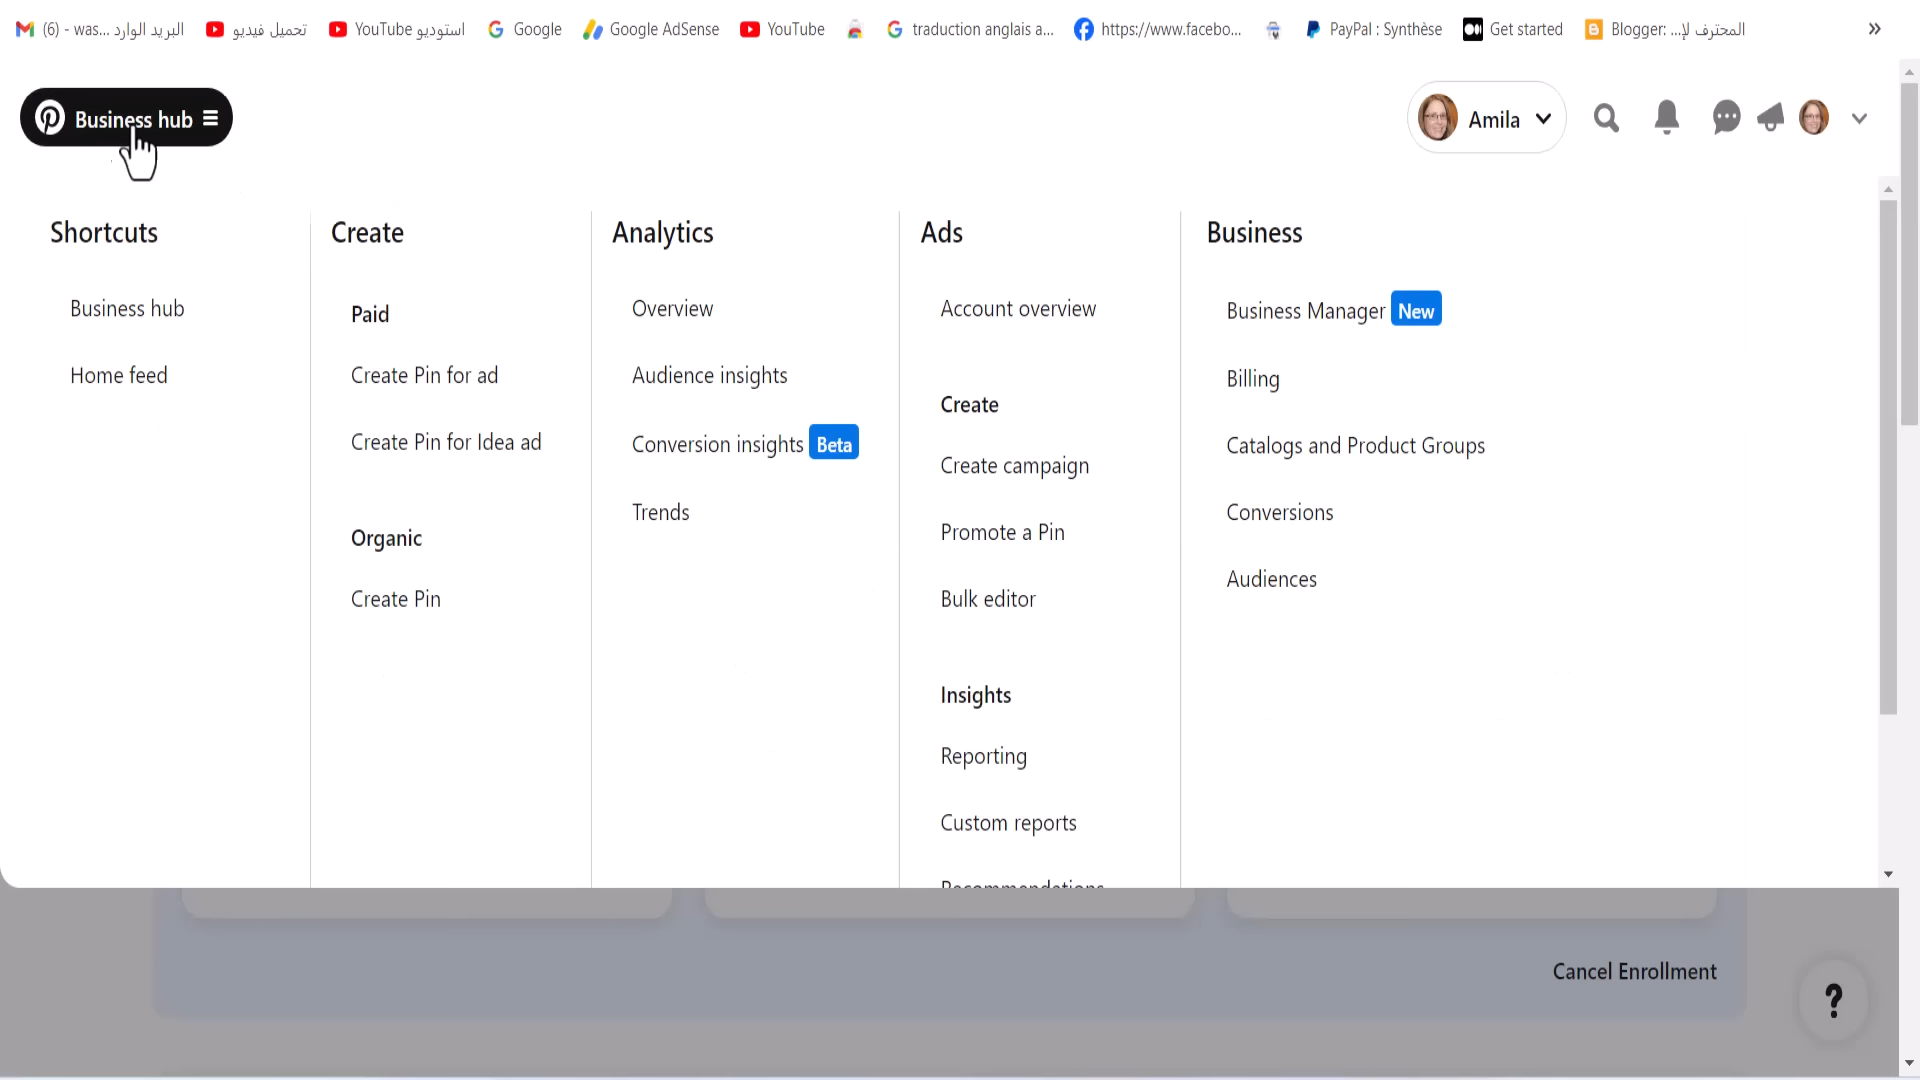 (6) - was... البريد الوارد
تحميل فيديو
استوديو YouTube
Google
Google AdSense
YouTube
traduction anglais a...
https://www.facebo...
PayPal : Synthèse
Get started
Blogger: ...المحترف لإ
»
Business hub
Amila
Shortcuts
Business hub
Home feed
Create
Paid
Create Pin for ad
Create Pin for Idea ad
Organic
Create Pin
Analytics
Overview
Audience insights
Conversion insights Beta
Trends
Ads
Account overview
Create
Create campaign
Promote a Pin
Bulk editor
Insights
Reporting
Custom reports
Recommendations
Business
Business Manager New
Billing
Catalogs and Product Groups
Conversions
Audiences
Cancel Enrollment
?